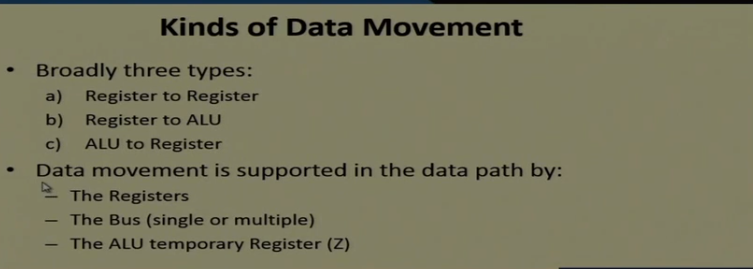 Kinds of Data Movement
• Broadly three types:
a) Register to Register
b) Register to ALU
c) ALU to Register
• Data movement is supported in the data path by:
– The Registers
– The Bus (single or multiple)
– The ALU temporary Register (Z)